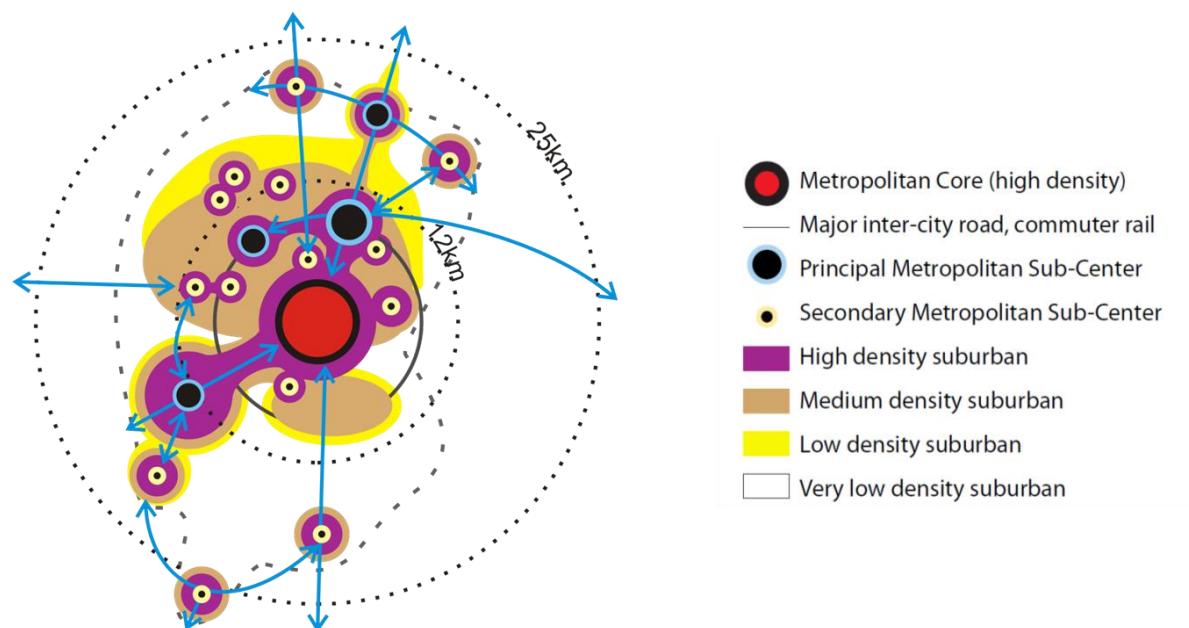 25km
12km
Metropolitan Core (high density)
Major inter-city road, commuter rail
Principal Metropolitan Sub-Center
Secondary Metropolitan Sub-Center
High density suburban
Medium density suburban
Low density suburban
Very low density suburban